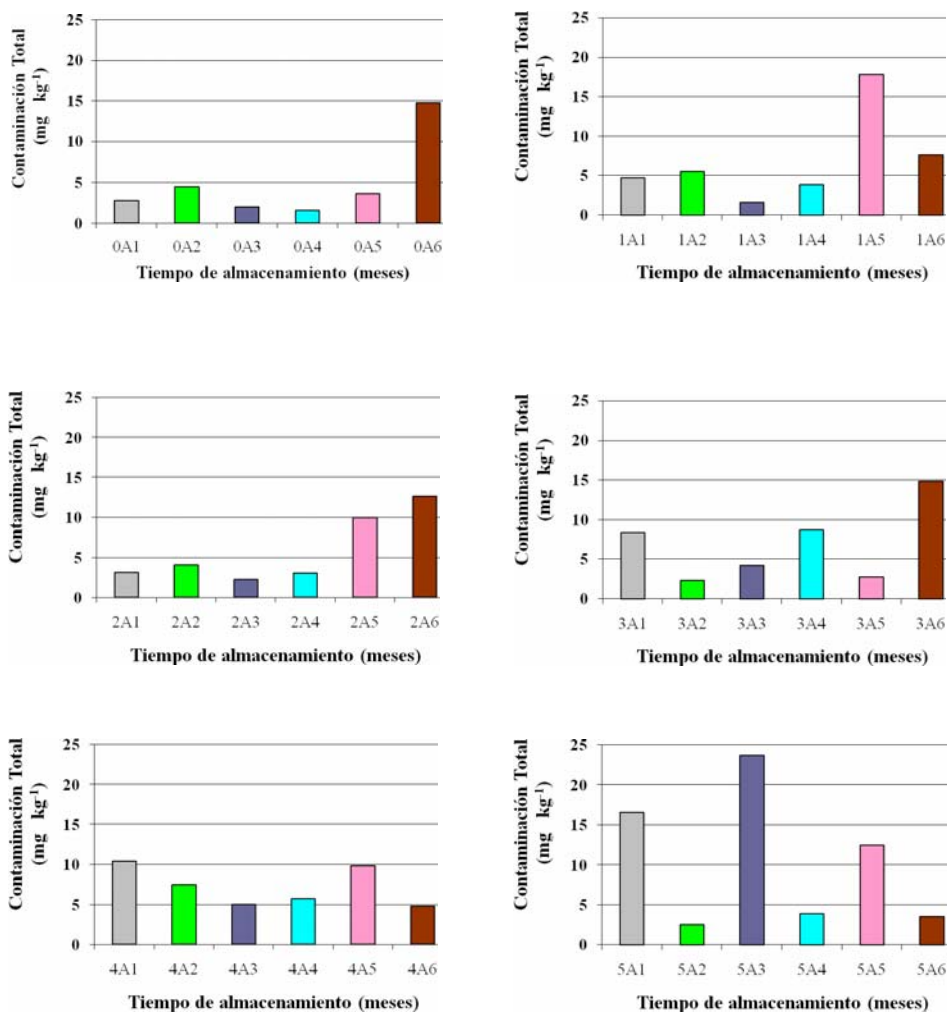 Contaminación Total
(mg kg-1)
25
20
15
10
5
0
0A1 0A2 0A3 0A4 0A5 0A6
Tiempo de almacenamiento (meses)
Contaminación Total
(mg kg-1)
25
20
15
10
5
0
1A1 1A2 1A3 1A4 1A5 1A6
Tiempo de almacenamiento (meses)
Contaminación Total
(mg kg-1)
25
20
15
10
5
0
2A1 2A2 2A3 2A4 2A5 2A6
Tiempo de almacenamiento (meses)
Contaminación Total
(mg kg-1)
25
20
15
10
5
0
3A1 3A2 3A3 3A4 3A5 3A6
Tiempo de almacenamiento (meses)
Contaminación Total
(mg kg-1)
25
20
15
10
5
0
4A1 4A2 4A3 4A4 4A5 4A6
Tiempo de almacenamiento (meses)
Contaminación Total
(mg kg-1)
25
20
15
10
5
0
5A1 5A2 5A3 5A4 5A5 5A6
Tiempo de almacenamiento (meses)